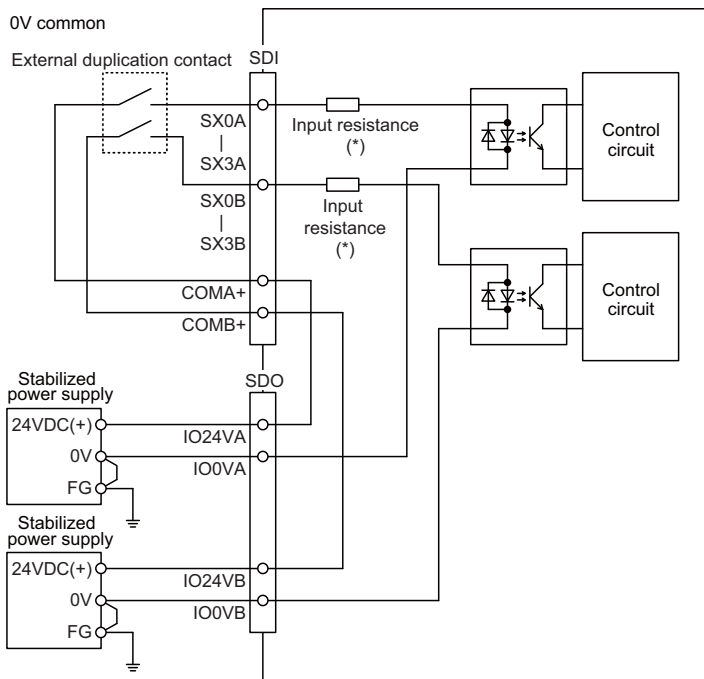 0V common
External duplication contact
SDI
SX0A
|
SX3A
SX0B
|
SX3B
COMA+
COMB+
Input resistance
(*)
Input
resistance
(*)
Control
circuit
Control
circuit
SDO
Stabilized
power supply
24VDC(+)
0V
FG
IO24VA
IO0VA
Stabilized
power supply
24VDC(+)
0V
FG
IO24VB
IO0VB